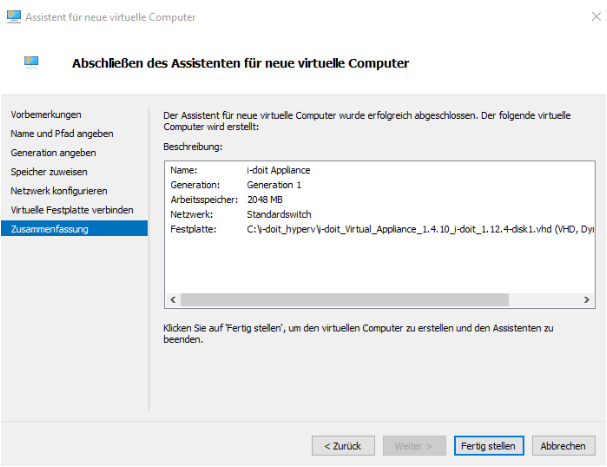 Assistent für neue virtuelle Computer
Abschließen des Assistenten für neue virtuelle Computer
Vorbemerkungen
Name und Pfad angeben
Generation angeben
Speicher zuweisen
Netzwerk konfigurieren
Virtuelle Festplatte verbinden
Zusammenfassung
Der Assistent für neue virtuelle Computer wurde erfolgreich abgeschlossen. Der folgende virtuelle
Computer wird erstellt:
Beschreibung:
Name: i-doit Appliance
Generation: Generation 1
Arbeitsspeicher: 2048 MB
Netzwerk: Standardswitch
Festplatte: C:\i-doit_hyperv\i-doit_Virtual_Appliance_1.4.10_i-doit_1.12.4-disk1.vhd (VHD,
Klicken Sie auf "Fertig stellen", um den virtuellen Computer zu erstellen und den Assistenten zu
beenden.
< Zurück
Weiter >
Fertig stellen
Abbrechen